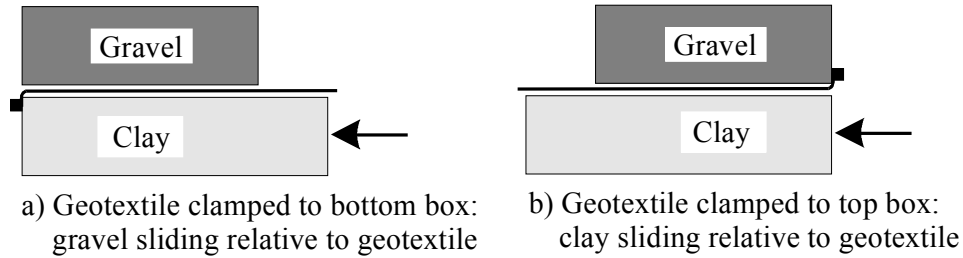 Gravel
Clay
a) Geotextile clamped to bottom box:
gravel sliding relative to geotextile
Gravel
Clay
b) Geotextile clamped to top box:
clay sliding relative to geotextile